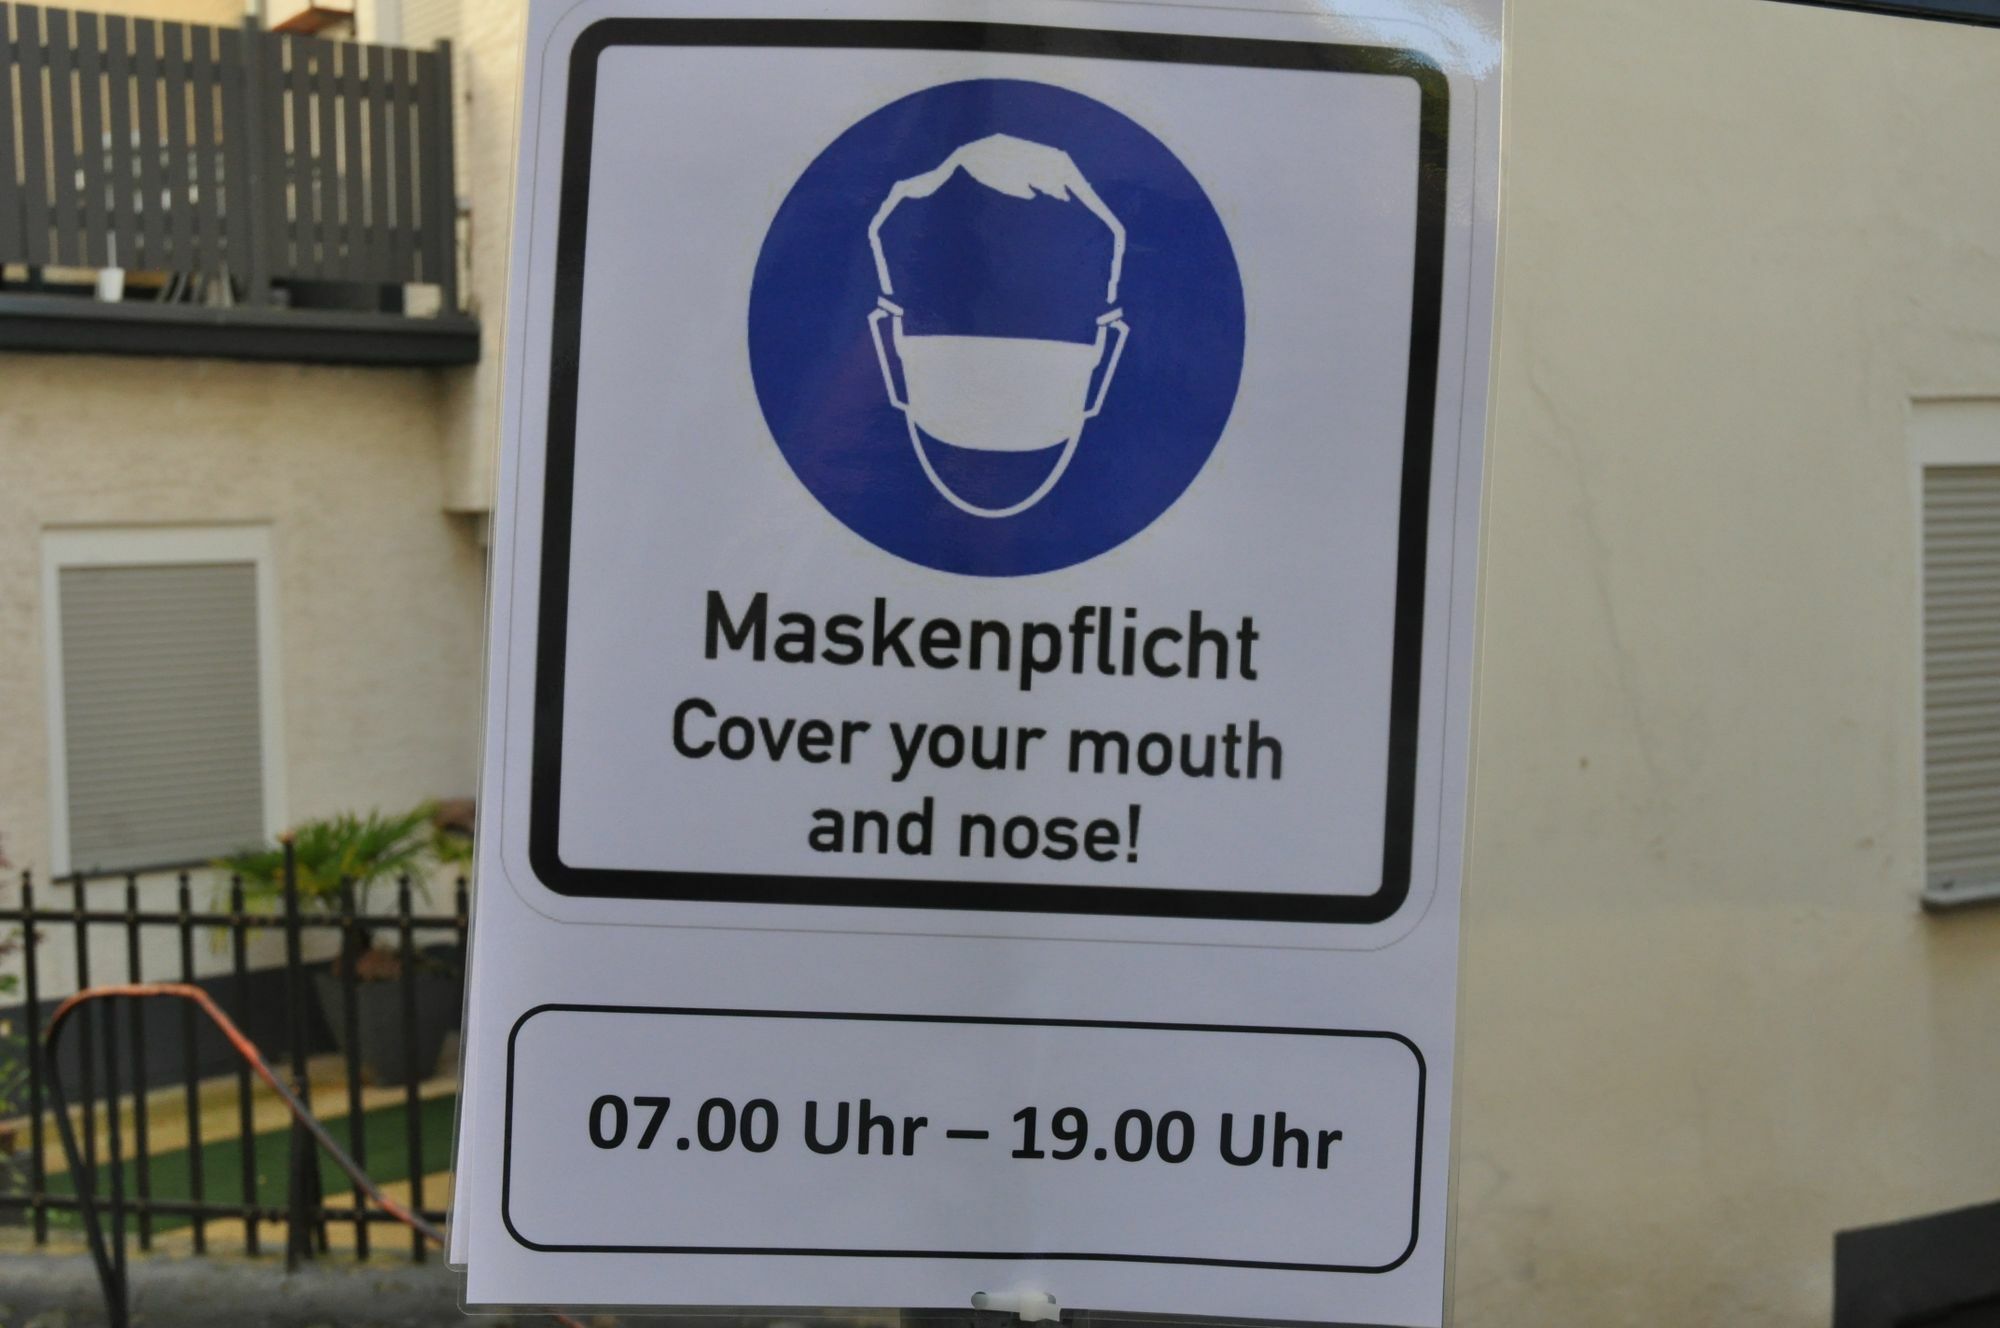 Maskenpflicht
Cover your mouth
and nose!
07.00 Uhr – 19.00 Uhr